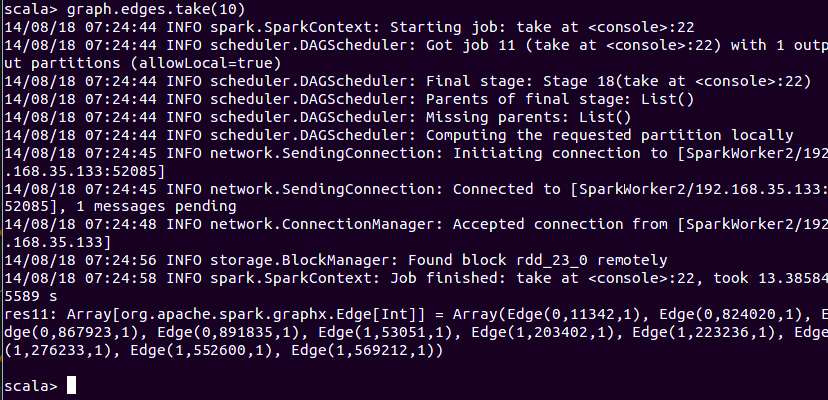 scala> graph.edges.take(10)
14/08/18 07:24:44 INFO spark.SparkContext: Starting job: take at <console>:22
14/08/18 07:24:44 INFO scheduler.DAGScheduler: Got job 11 (take at <console>:22) with 1 outp
ut partitions (allowLocal=true)
14/08/18 07:24:44 INFO scheduler.DAGScheduler: Final stage: Stage 18(take at <console>:22)
14/08/18 07:24:44 INFO scheduler.DAGScheduler: Parents of final stage: List()
14/08/18 07:24:44 INFO scheduler.DAGScheduler: Missing parents: List()
14/08/18 07:24:44 INFO scheduler.DAGScheduler: Computing the requested partition locally
14/08/18 07:24:45 INFO network.SendingConnection: Initiating connection to [SparkWorker2/192
.168.35.133:52085]
14/08/18 07:24:45 INFO network.SendingConnection: Connected to [SparkWorker2/192.168.35.133:
52085], 1 messages pending
14/08/18 07:24:48 INFO network.ConnectionManager: Accepted connection from [SparkWorker2/192
.168.35.133]
14/08/18 07:24:56 INFO storage.BlockManager: Found block rdd_23_0 remotely
14/08/18 07:24:58 INFO spark.SparkContext: Job finished: take at <console>:22, took 13.38584
5589 s
res11: Array[org.apache.spark.graphx.Edge[Int]] = Array(Edge(0,11342,1), Edge(0,824020,1), E
dge(0,867923,1), Edge(0,891835,1), Edge(1,53051,1), Edge(1,203402,1), Edge(1,223236,1), Edge
(1,276233,1), Edge(1,552600,1), Edge(1,569212,1))
scala>